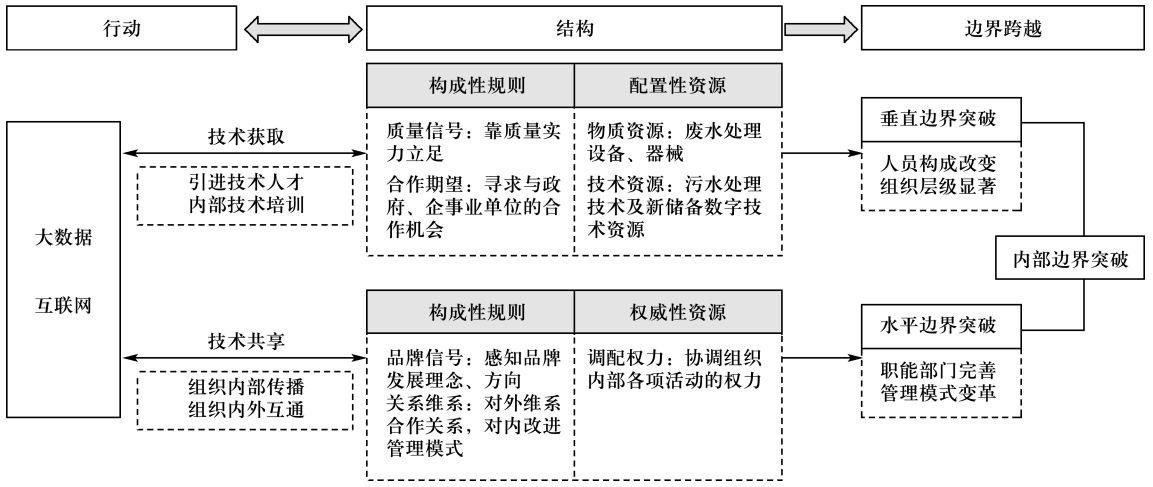 行动
结构
边界跨越
大数据
互联网
技术获取
引进技术人才
内部技术培训
构成性规则
配置性资源
质量信号：靠质量实
力立足
合作期望：寻求与政
府、企事业单位的合
作机会
物质资源：废水处理
设备、器械
技术资源：污水处理
技术及新储备数字技
术资源
垂直边界突破
人员构成改变
组织层级显著
内部边界突破
技术共享
组织内部传播
组织内外互通
构成性规则
权威性资源
品牌信号：感知品牌
发展理念、方向
关系维系：对外维系
合作关系，对内改进
管理模式
调配权力：协调组织
内部各项活动的权力
水平边界突破
职能部门完善
管理模式变革